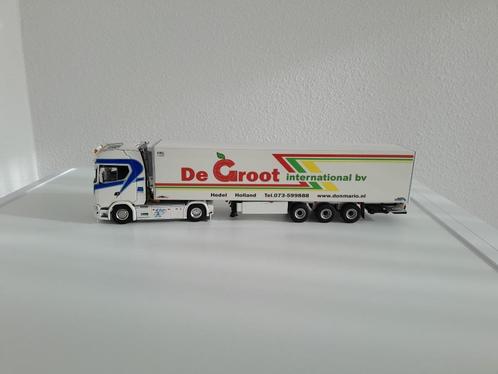 De Groot
international bv
Hedel Holland Tel.073-599888 www.donmario.nl